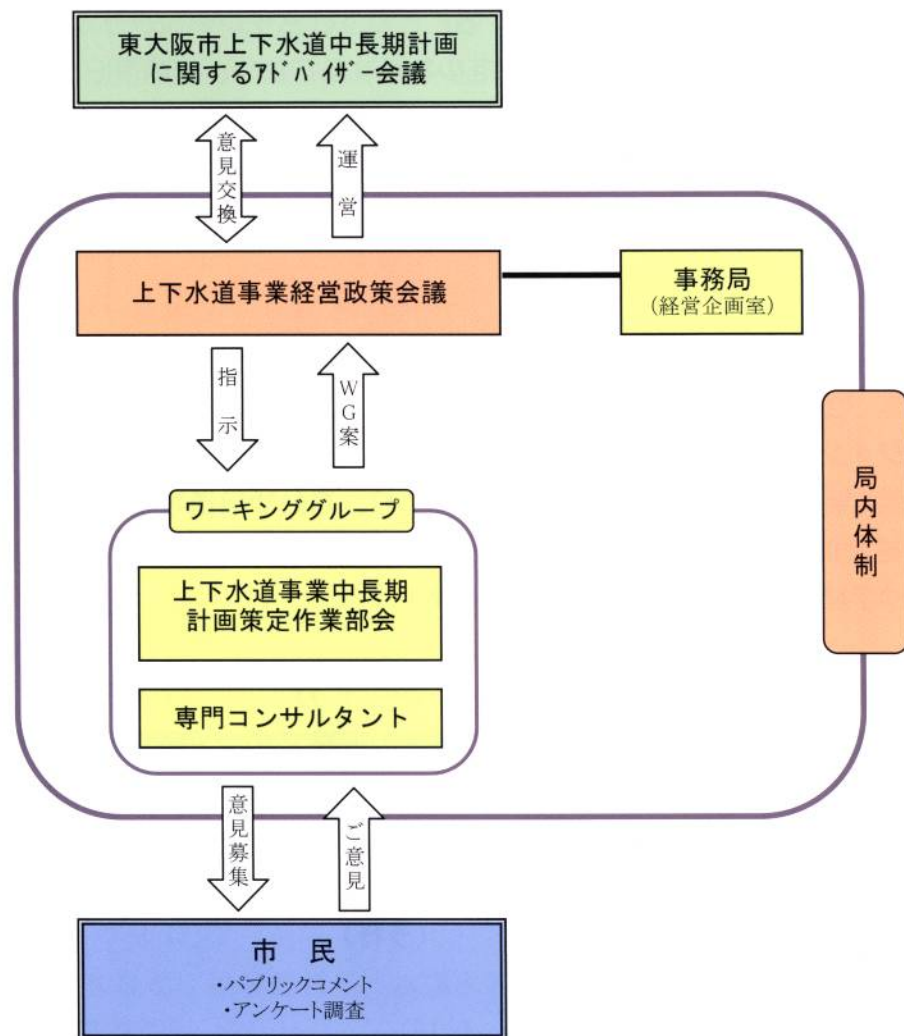 東大阪市上下水道中長期計画
に関するｱﾄﾞﾊﾞｲｻﾞｰ会議
意見交換
運営
上下水道事業経営政策会議
事務局
（経営企画室）
指示
WG案
局内体制
ワーキンググループ
上下水道事業中長期
計画策定作業部会
専門コンサルタント
意見募集
ご意見
市　民
・パブリックコメント
・アンケート調査